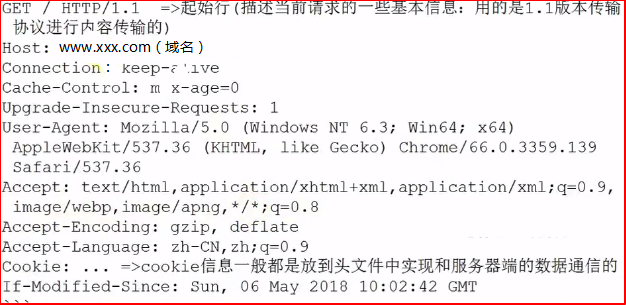 GET / HTTP/1.1 =>起始行(描述当前请求的一些基本信息：用的是1.1版本传输
协议进行内容传输的)
Host: www.xxx.com（域名）
Connection: keep-alive
Cache-Control: m x-age=0
Upgrade-Insecure-Requests: 1
User-Agent: Mozilla/5.0 (Windows NT 6.3; Win64; x64)
AppleWebKit/537.36 (KHTML, like Gecko) Chrome/66.0.3359.139
Safari/537.36
Accept: text/html,application/xhtml+xml,application/xml;q=0.9,
image/webp,image/apng,*/*;q=0.8
Accept-Encoding: gzip, deflate
Accept-Language: zh-CN,zh;q=0.9
Cookie: ... =>cookie信息一般都是放到头文件中实现和服务器端的数据通信的
If-Modified-Since: Sun, 06 May 2018 10:02:42 GMT